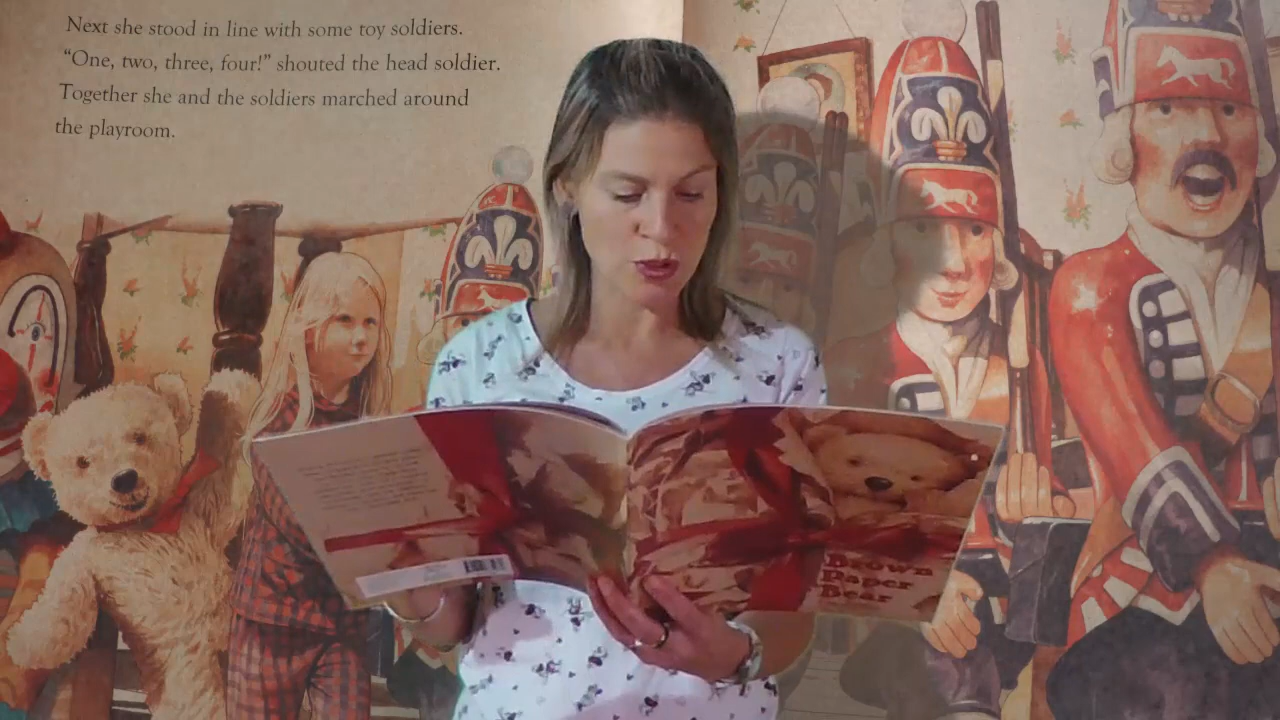 Next she stood in line with some toy soldiers.
“One, two, three, four!” shouted the head soldier.
Together she and the soldiers marched around
the playroom.
Brown
Paper
Bear